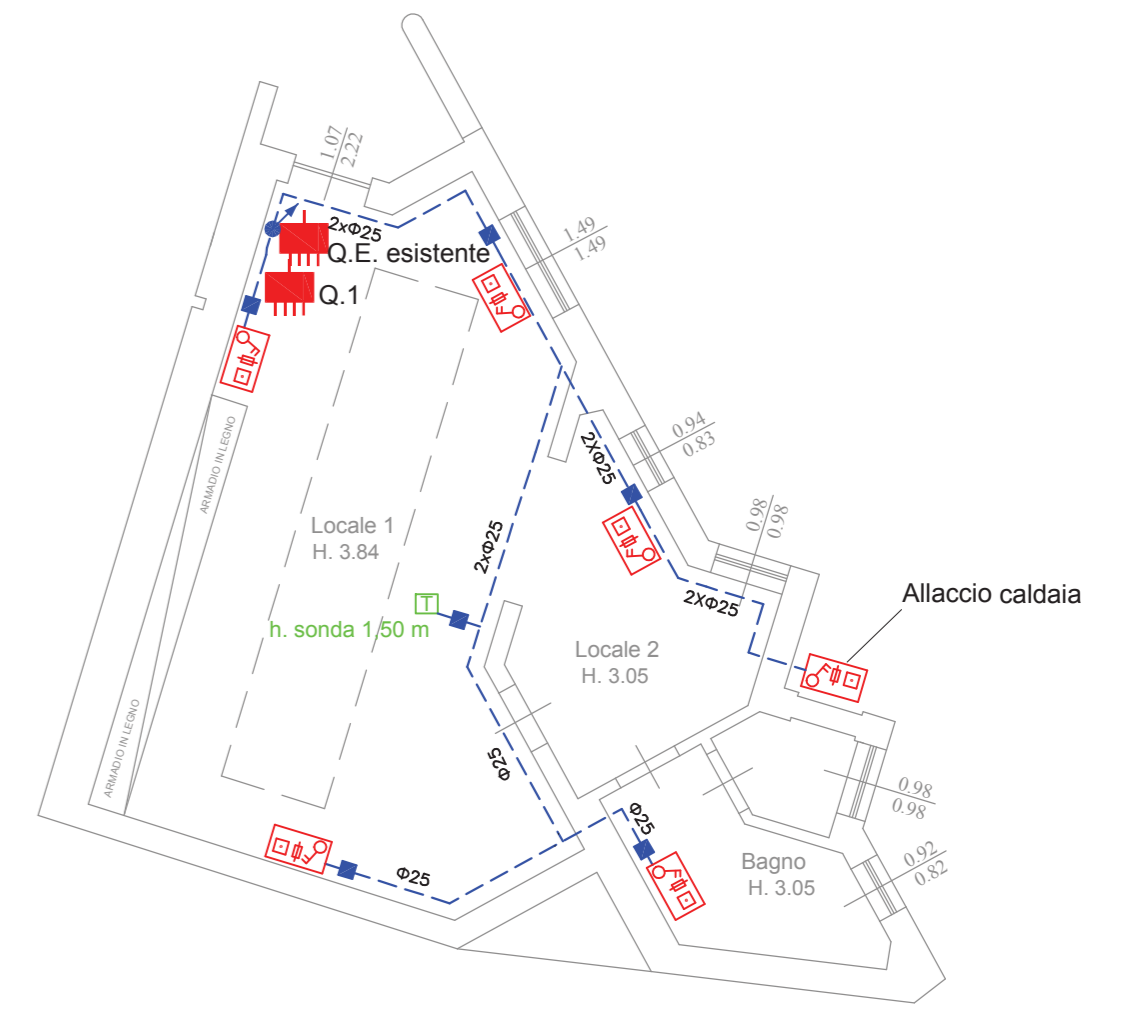 1.07
2.22
2xΦ25
Q.E. esistente
Q.1
1.49
1.49
ARMADIO IN LEGNO
0.94
0.83
2XΦ25
Locale 1
H. 3.84
2xΦ25
0.98
0.98
T
h. sonda 1.50 m
2XΦ25
Allaccio caldaia
Locale 2
H. 3.05
ARMADIO IN LEGNO
Φ25
0.98
0.98
Φ25
Φ25
Bagno
H. 3.05
0.92
0.82